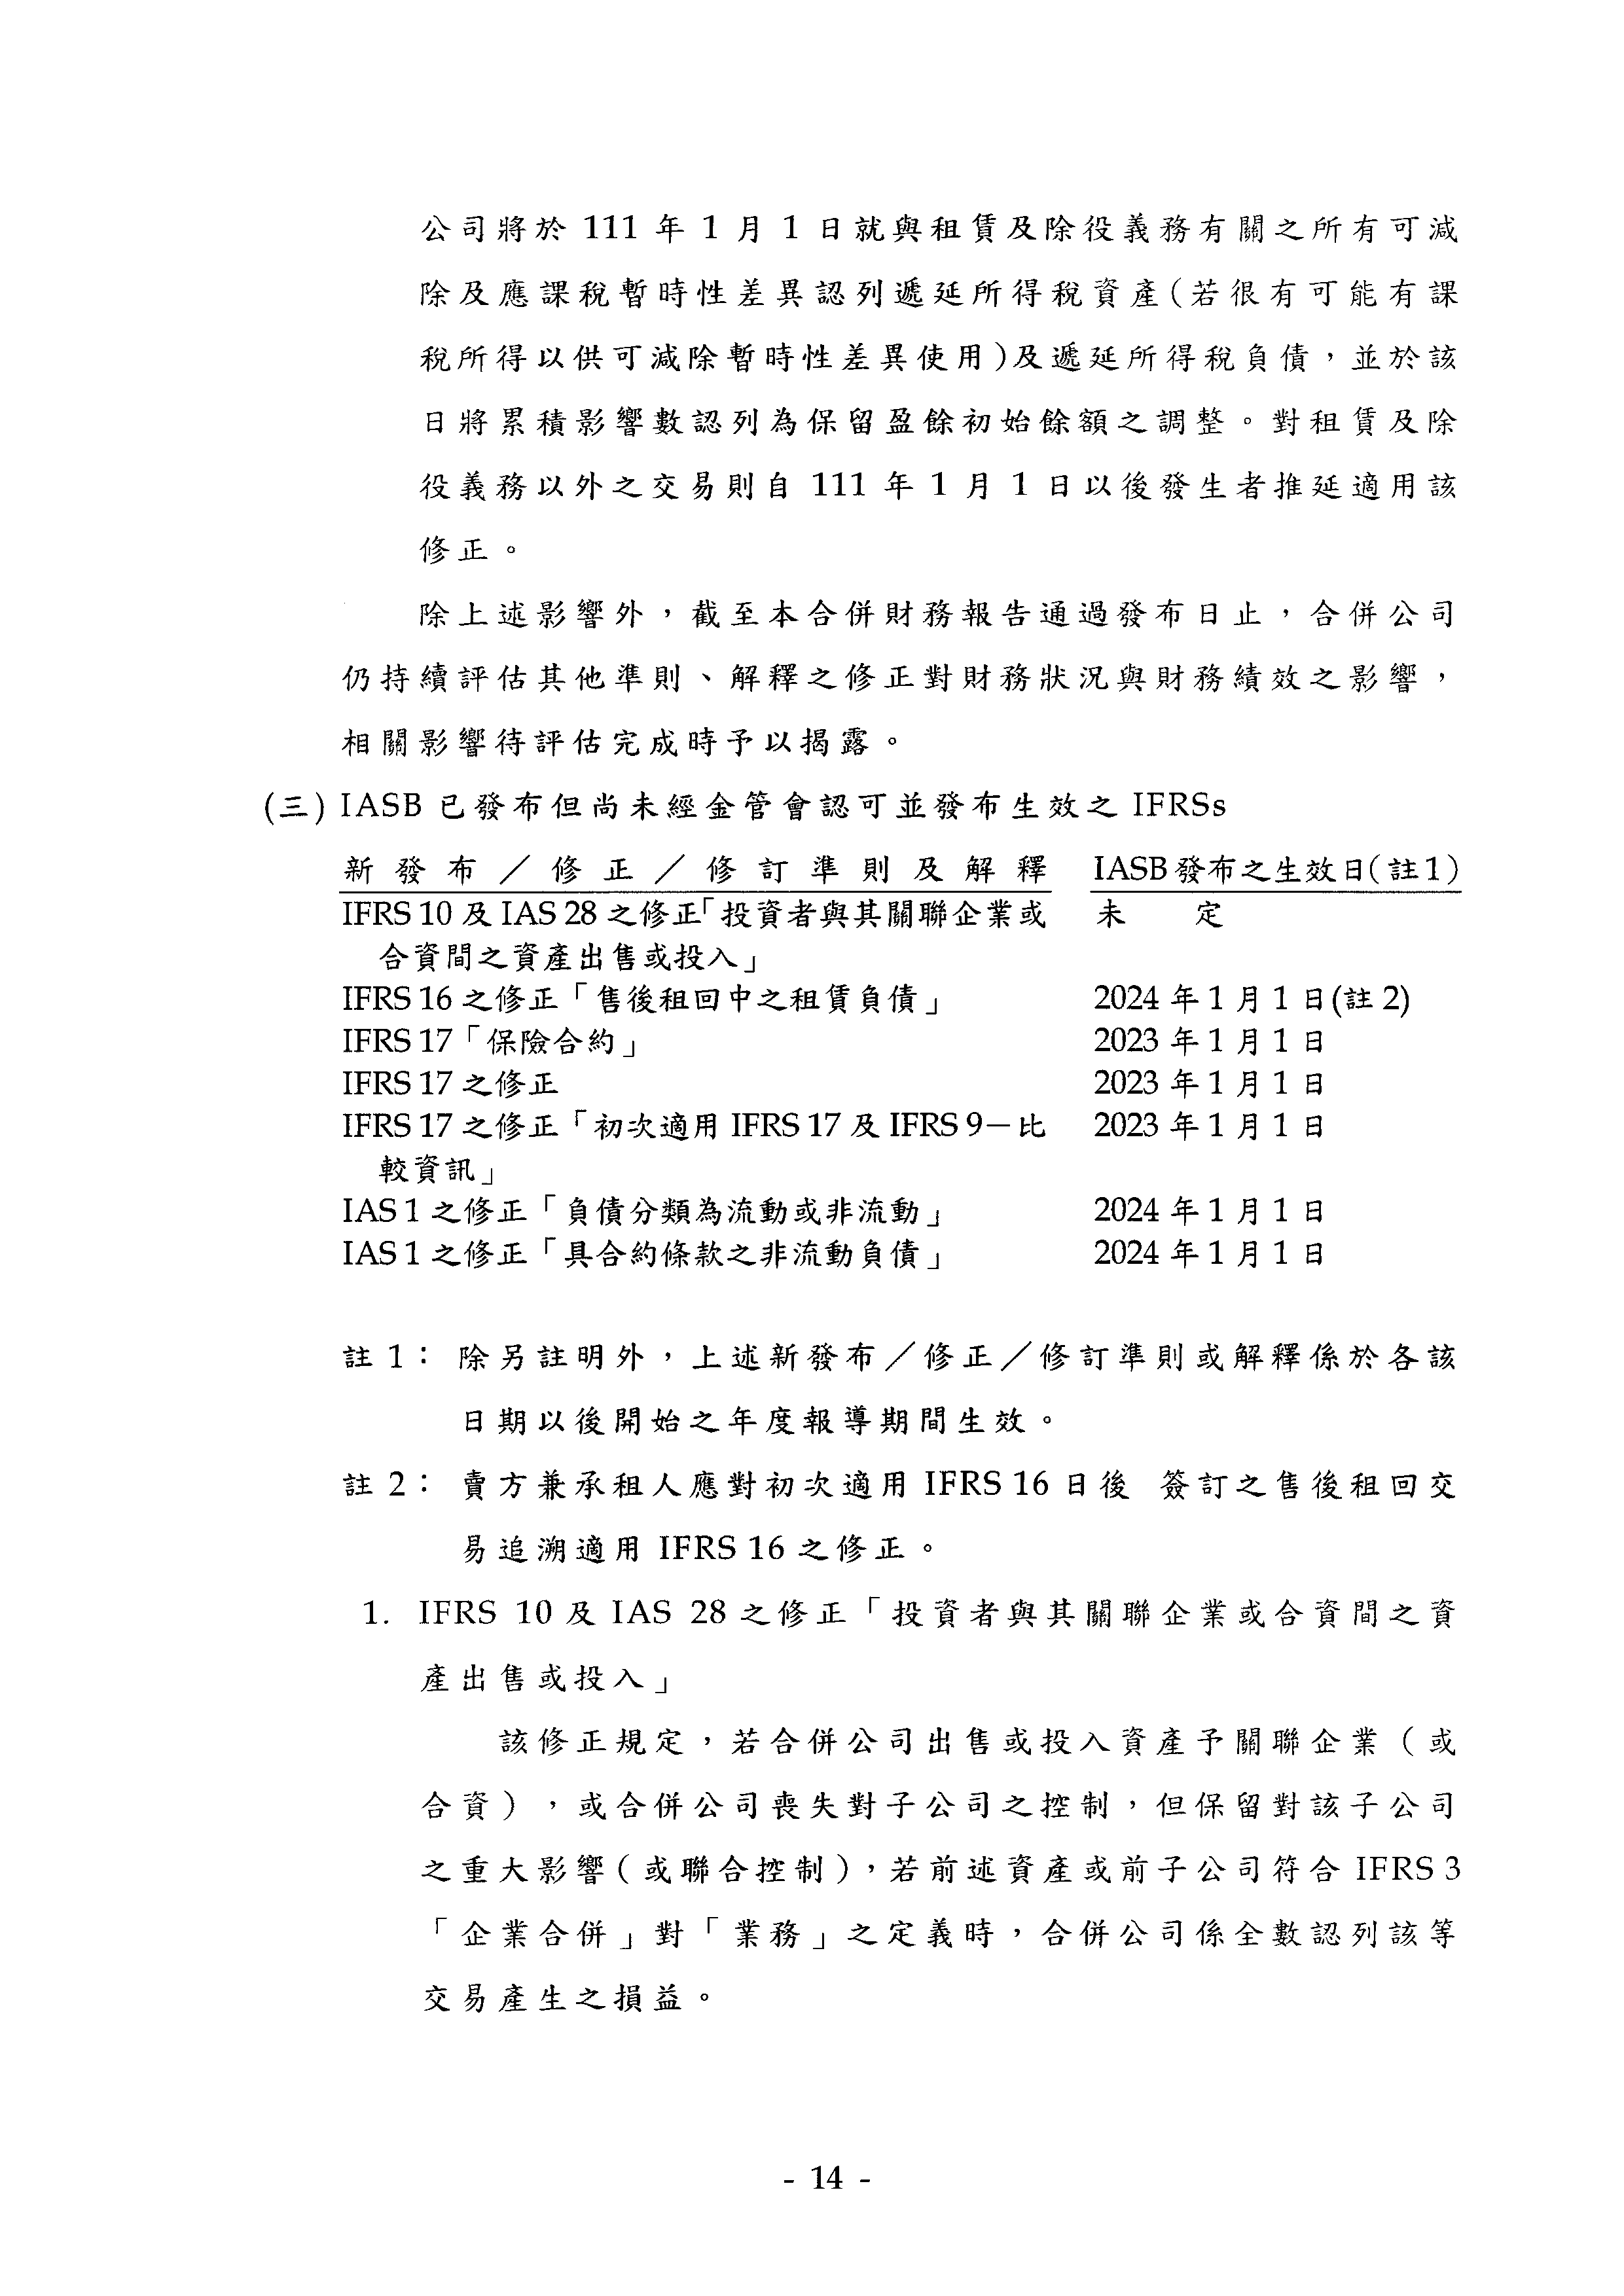 公司將於 111 年 1 月 1 日就與租賃及除役義務有關之所有可減
除及應課稅暫時性差異認列遞延所得稅資產(若很有可能有課
稅所得以供可減除暫時性差異使用)及遞延所得稅負債，並於該
日將累積影響數認列為保留盈餘初始餘額之調整。對租賃及除
役義務以外之交易則自 111 年 1 月 1 日以後發生者推延適用該
修正。
除上述影響外，截至本合併財務報告通過發布日止，合併公司
仍持續評估其他準則、解釋之修正對財務狀況與財務績效之影響，
相關影響待評估完成時予以揭露。
(三) IASB 已發布但尚未經金管會認可並發布生效之 IFRSs
新發布／修正／修訂準則及解釋 IASB 發布之生效日(註 1)
IFRS 10 及 IAS 28 之修正「投資者與其關聯企業或 未 定
合資間之資產出售或投入」
IFRS 16 之修正「售後租回中之租賃負債」 2024 年 1 月 1 日(註 2)
IFRS 17「保險合約」 2023 年 1 月 1 日
IFRS 17 之修正 2023 年 1 月 1 日
IFRS 17 之修正「初次適用 IFRS 17 及 IFRS 9－比 2023 年 1 月 1 日
較資訊」
IAS 1 之修正「負債分類為流動或非流動」 2024 年 1 月 1 日
IAS 1 之修正「具合約條款之非流動負債」 2024 年 1 月 1 日
註 1： 除另註明外，上述新發布／修正／修訂準則或解釋係於各該
日期以後開始之年度報導期間生效。
註 2： 賣方兼承租人應對初次適用 IFRS 16 日後 簽訂之售後租回交
易追溯適用 IFRS 16 之修正。
1. IFRS 10 及 IAS 28 之修正「投資者與其關聯企業或合資間之資
產出售或投入」
該修正規定，若合併公司出售或投入資產予關聯企業（或
合資），或合併公司喪失對子公司之控制，但保留對該子公司
之重大影響（或聯合控制），若前述資產或前子公司符合 IFRS 3
「企業合併」對「業務」之定義時，合併公司係全數認列該等
交易產生之損益。
- 14 -